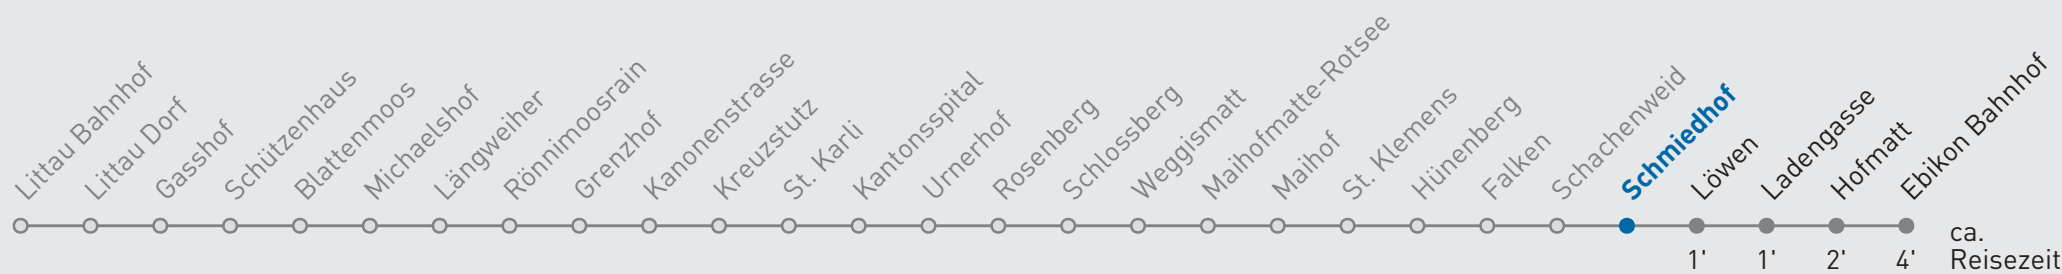 Littau Bahnhof
Littau Dorf
Gasshof
Schützenhaus
Blattenmoos
Michaelshof
Längweiher
Rönnimoosrain
Grenzhof
Kanonenstrasse
Kreuzstutz
St. Karli
Kantonsspital
Urnerhof
Rosenberg
Schlossberg
Weggismatt
Maihofmatte-Rotsee
Maihof
St. Klemens
Hünenberg
Falken
Schachenweid
Schmiedhof
Löwen
Ladengasse
Hofmatt
Ebikon Bahnhof
ca.
1' 1' 2' 4' Reisezeit